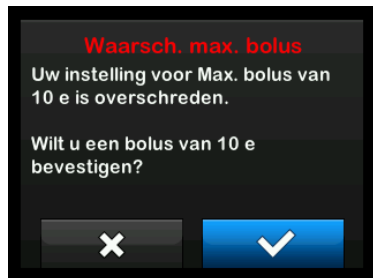 Waarsch. max. bolus
Uw instelling voor Max. bolus van
10 e is overschreden.
Wilt u een bolus van 10 e
bevestigen?